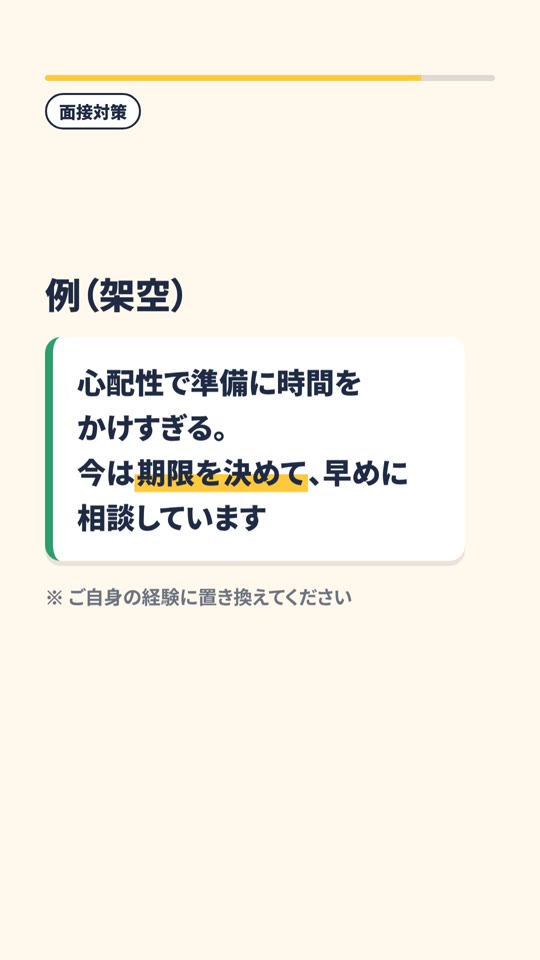 面接対策
例（架空）
心配性で準備に時間を
かけすぎる。
今は期限を決めて、早めに
相談しています
※ ご自身の経験に置き換えてください